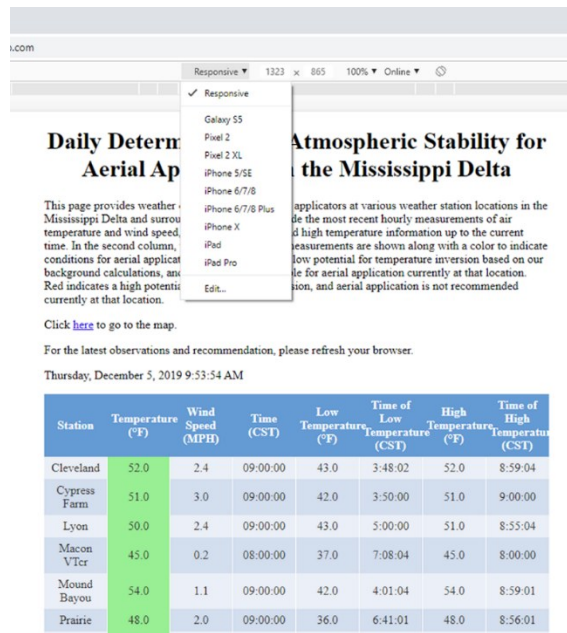 o.com
Responsive ▼ 1323 x 865 100% ▼ Online ▼
✓ Responsive
Galaxy S5
Pixel 2
Pixel 2 XL
iPhone 5/SE
iPhone 6/7/8
iPhone 6/7/8 Plus
iPhone X
iPad
iPad Pro
Edit...
Daily Determ Atmospheric Stability for
Aerial Ap the Mississippi Delta
This page provides weather applicators at various weather station locations in the
Mississippi Delta and surrou de the most recent hourly measurements of air
temperature and wind speed, d high temperature information up to the current
time. In the second column, easurements are shown along with a color to indicate
conditions for aerial applicat low potential for temperature inversion based on our
background calculations, and le for aerial application currently at that location.
Red indicates a high potentia sion, and aerial application is not recommended
currently at that location.
Click here to go to the map.
For the latest observations and recommendation, please refresh your browser.
Thursday, December 5, 2019 9:53:54 AM
Station Temperature (°F) Wind Speed (MPH) Time (CST) Low Temperature (°F) Time of Low Temperature (CST) High Temperature (°F) Time of High Temperatu (CST)
Cleveland 52.0 2.4 09:00:00 43.0 3:48:02 52.0 8:59:04
Cypress Farm 51.0 3.0 09:00:00 42.0 3:50:00 51.0 9:00:00
Lyon 50.0 2.4 09:00:00 43.0 5:00:00 51.0 8:55:04
Macon VTcr 45.0 0.2 08:00:00 37.0 7:08:04 45.0 8:00:00
Mound Bayou 54.0 1.1 09:00:00 42.0 4:01:04 54.0 8:59:01
Prairie 48.0 2.0 09:00:00 36.0 6:41:01 48.0 8:56:01